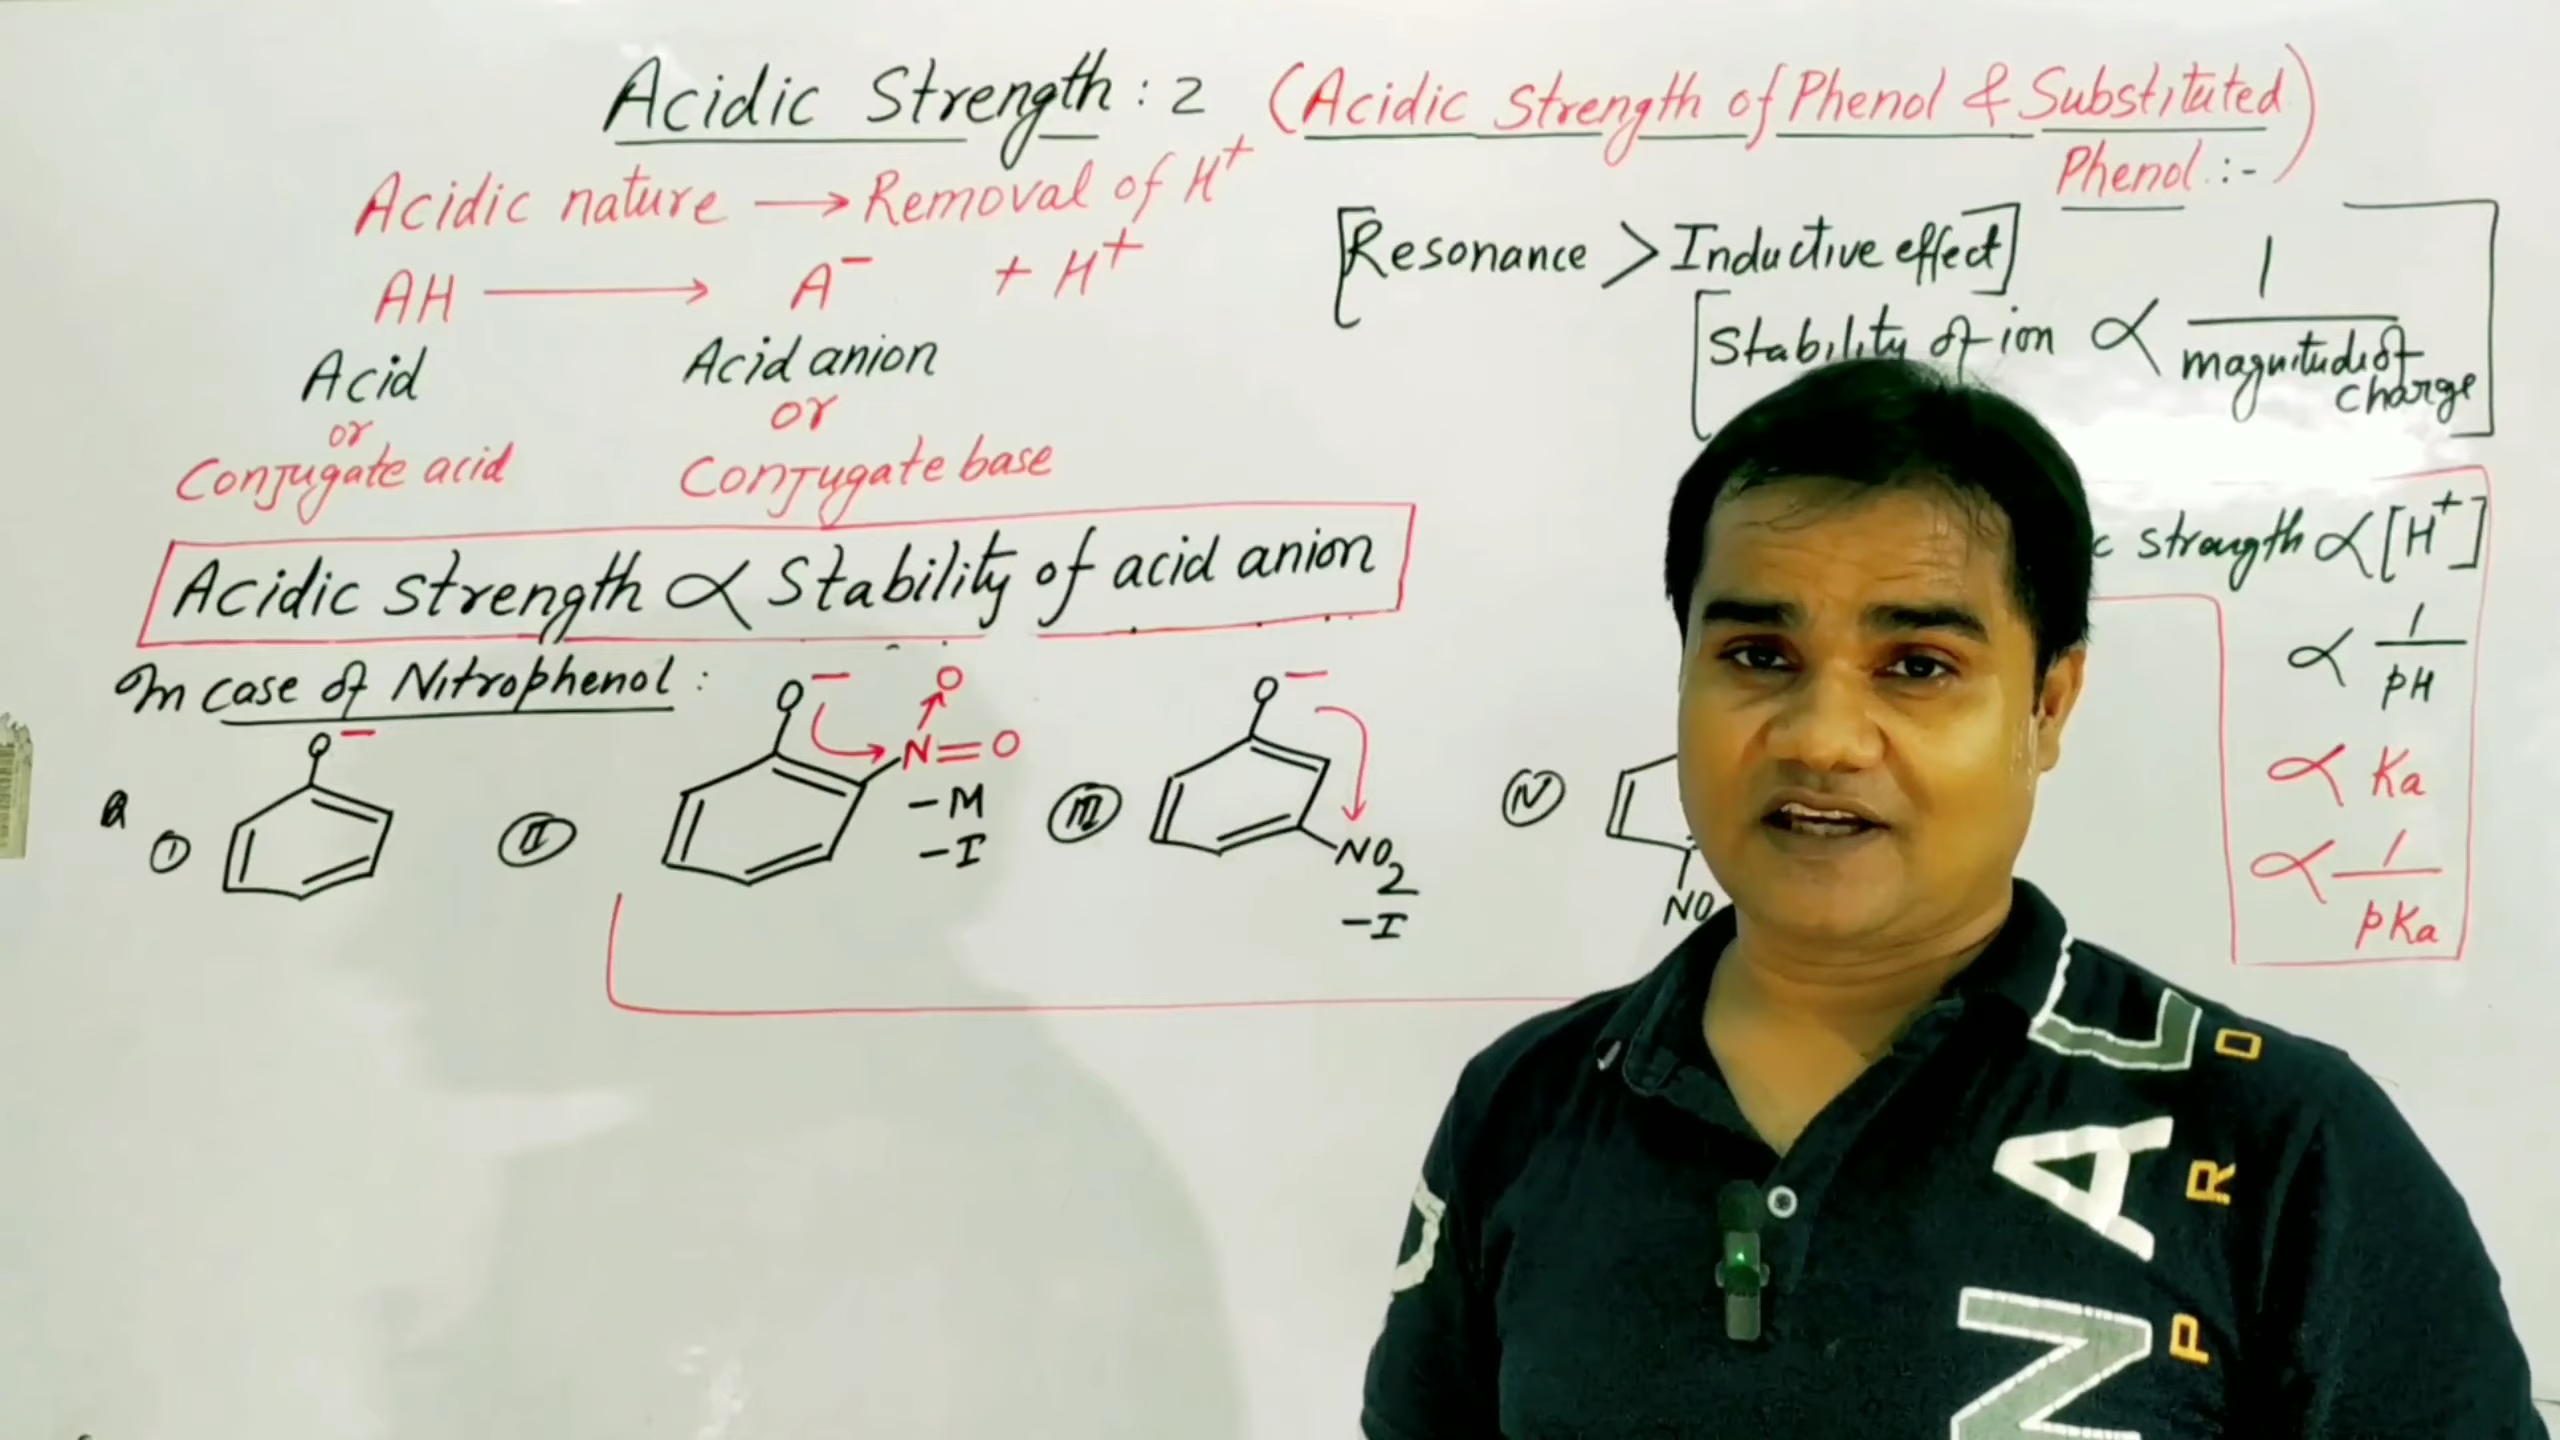 Acidic Strength : 2 (Acidic Strength of Phenol & Substituted
Phenol :-)
Acidic nature → Removal of H⁺
AH → A⁻ + H⁺
Acid Acid anion
or or
Conjugate acid Conjugate base
[Resonance > Inductive effect]
[Stability of ion ∝ 1 / magnitude of charge]
Acidic strength ∝ Stability of acid anion
c strength ∝ [H⁺]
∝ 1 / pH
∝ Ka
∝ 1 / pKa
In case of Nitrophenol :
I O⁻
II O⁻ N=O O
-M
-I
III O⁻ NO2
-I
IV NO
O
R
P
L
A
N